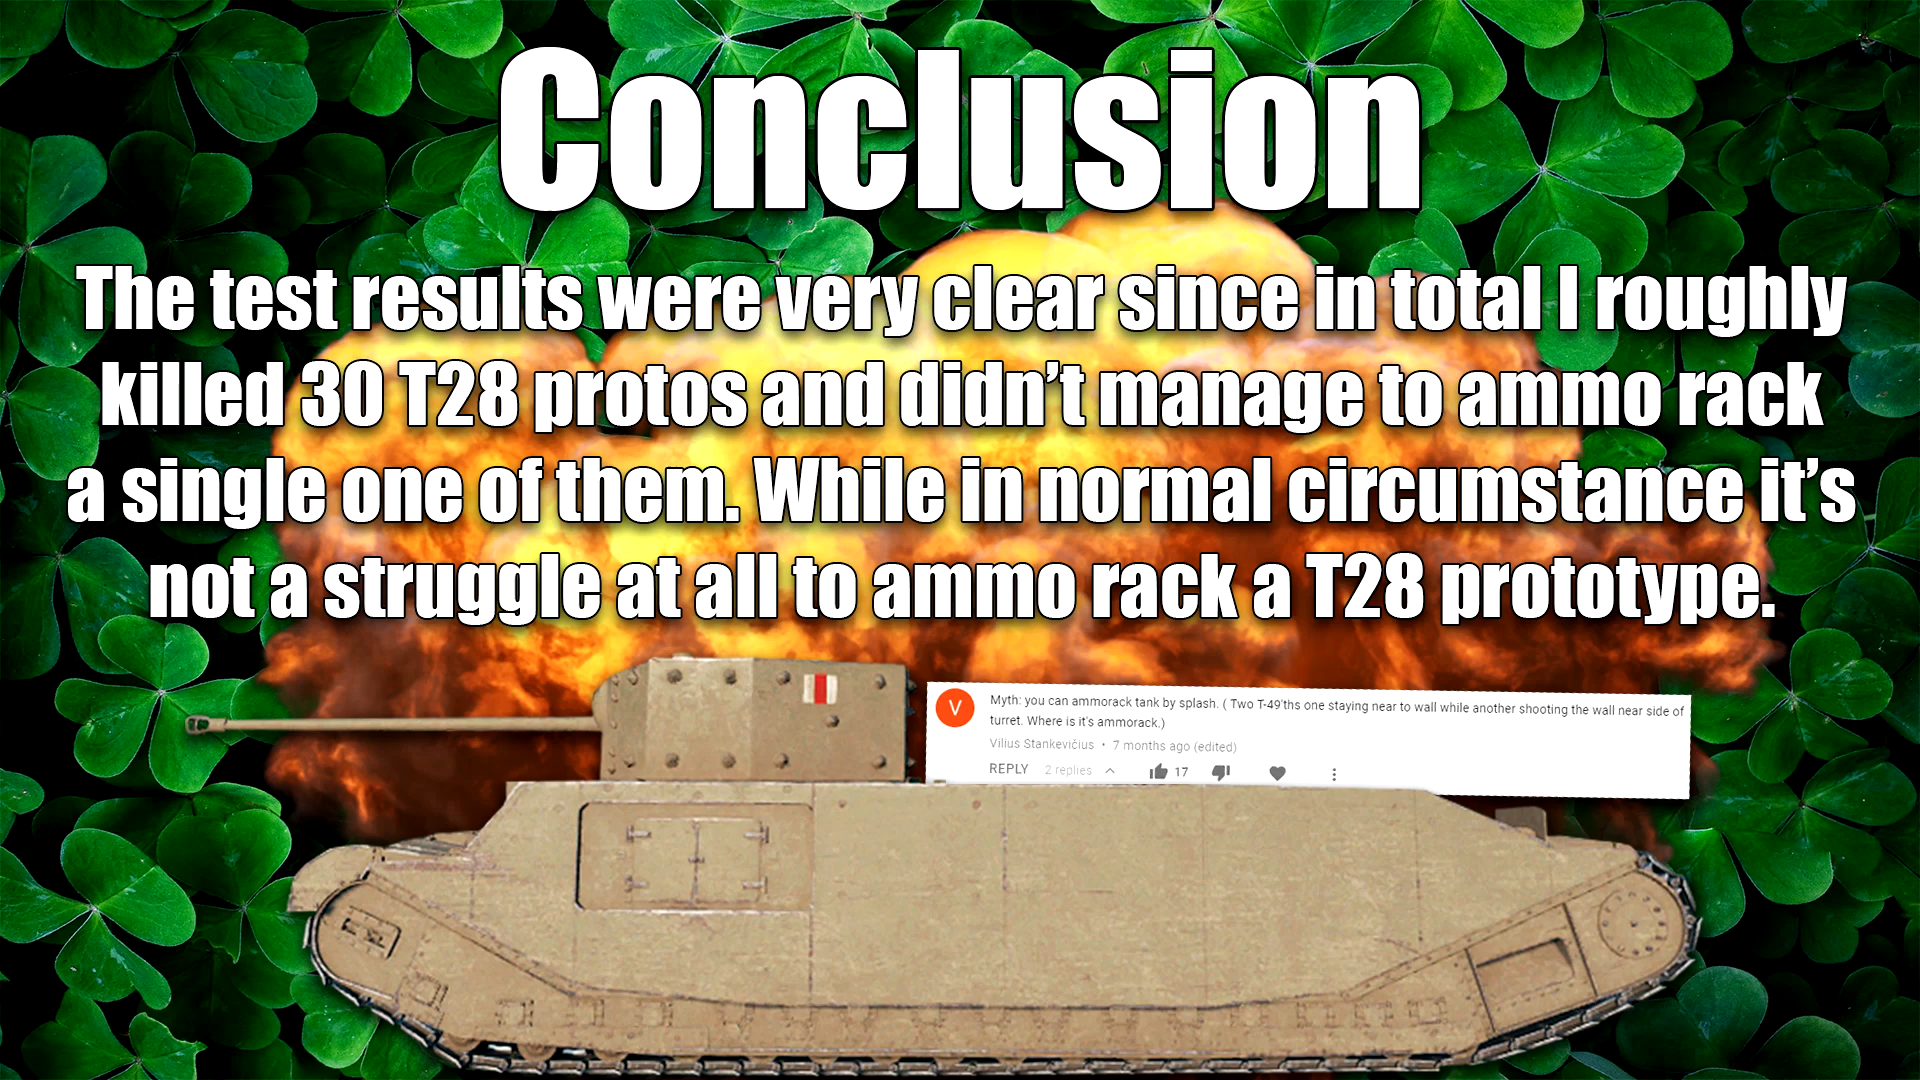 Conclusion
The test results were very clear since in total I roughly
killed 30 T28 protos and didn’t manage to ammo rack
a single one of them. While in normal circumstance it’s
not a struggle at all to ammo rack a T28 prototype.
V
Myth: you can ammorack tank by splash. ( Two T-49'ths one staying near to wall while another shooting the wall near side of
turret. Where is it's ammorack.)
Vilius Stankevičius • 7 months ago (edited)
REPLY 2 replies 17